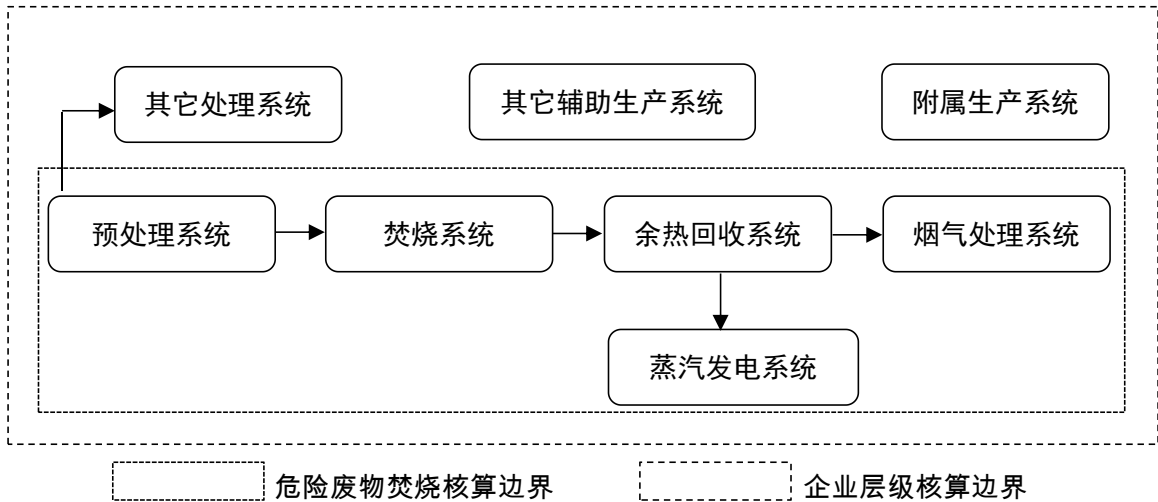 其它处理系统
其它辅助生产系统
附属生产系统
预处理系统
焚烧系统
余热回收系统
烟气处理系统
蒸汽发电系统
危险废物焚烧核算边界
企业层级核算边界